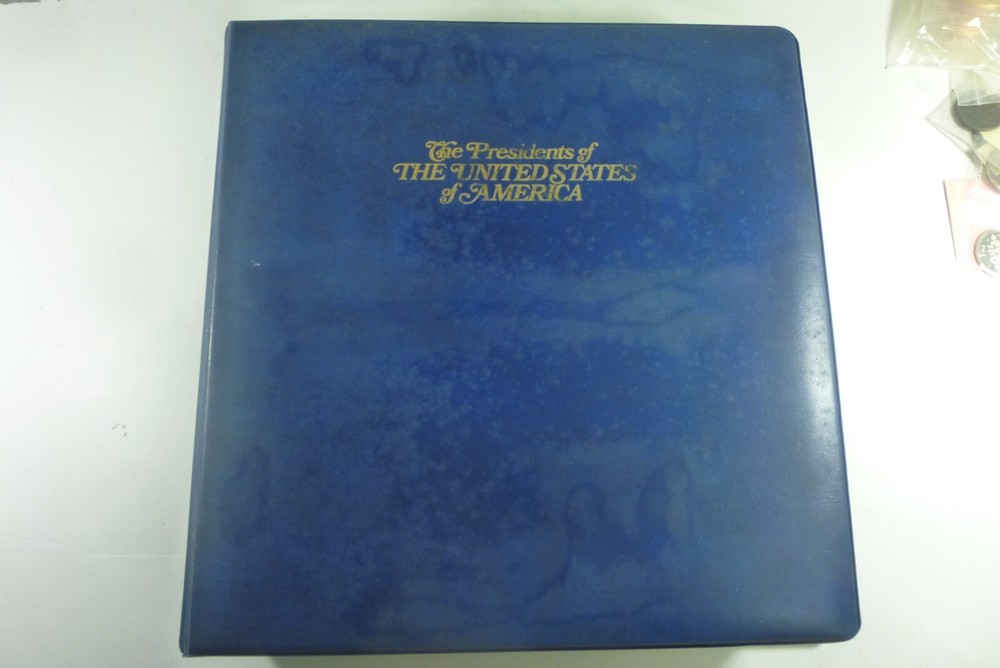 The Presidents of
THE UNITED STATES
of AMERICA